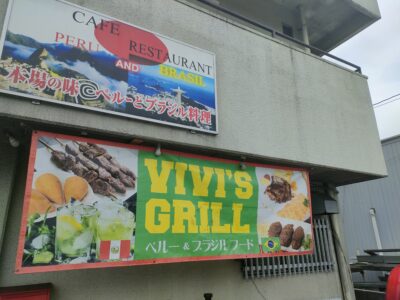 CAFE
RESTAURANT
PERU AND BRASIL
本場の味@ペルーとブラジル料理
VIVI'S
GRILL
ペルー & ブラジルフード